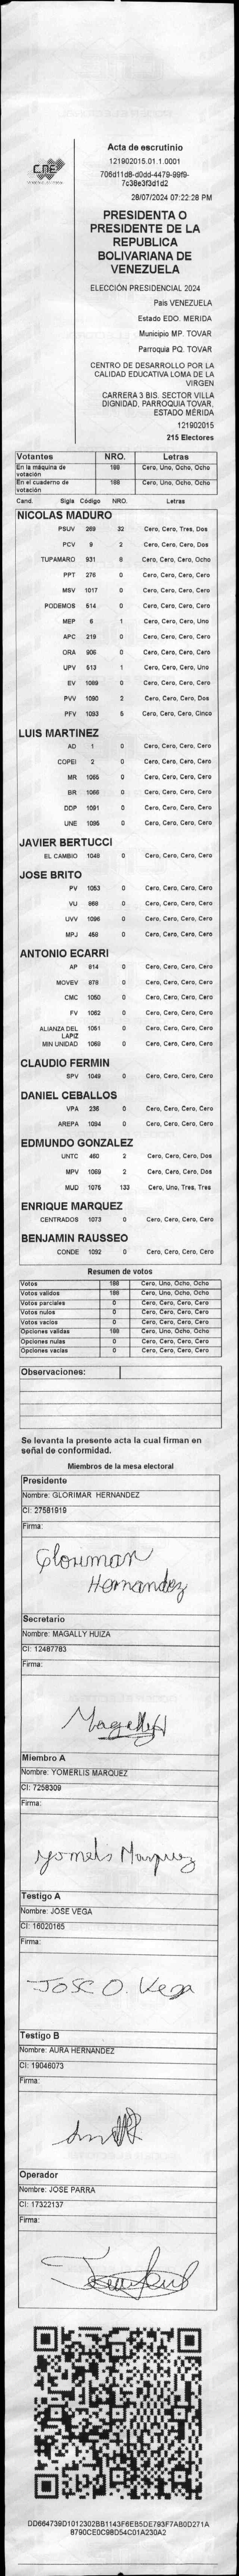 CNE
Acta de escrutinio
121902015.01.1.0001
706d11d8-d0dd-4479-99f9-
7c38e3f3d1d2
28/07/2024 07:22:28 PM
PRESIDENTA O
PRESIDENTE DE LA
REPUBLICA
BOLIVARIANA DE
VENEZUELA
ELECCIÓN PRESIDENCIAL 2024
Pais VENEZUELA
Estado EDO. MERIDA
Municipio MP. TOVAR
Parroquia PQ. TOVAR
CENTRO DE DESARROLLO POR LA
CALIDAD EDUCATIVA LOMA DE LA
VIRGEN
CARRERA 3 BIS. SECTOR VILLA
DIGNIDAD, PARROQUIA TOVAR,
ESTADO MÉRIDA
121902015
215 Electores
Votantes NRO. Letras
En la máquina de votación 188 Cero, Uno, Ocho, Ocho
En el cuaderno de votación 188 Cero, Uno, Ocho, Ocho
Cand. Sigla Código NRO. Letras
NICOLAS MADURO
PSUV 269 32 Cero, Cero, Tres, Dos
PCV 9 2 Cero, Cero, Cero, Dos
TUPAMARO 931 8 Cero, Cero, Cero, Ocho
PPT 276 0 Cero, Cero, Cero, Cero
MSV 1017 0 Cero, Cero, Cero, Cero
PODEMOS 514 0 Cero, Cero, Cero, Cero
MEP 6 1 Cero, Cero, Cero, Uno
APC 219 0 Cero, Cero, Cero, Cero
ORA 906 0 Cero, Cero, Cero, Cero
UPV 513 1 Cero, Cero, Cero, Uno
EV 1089 0 Cero, Cero, Cero, Cero
PVV 1090 2 Cero, Cero, Cero, Dos
PFV 1093 5 Cero, Cero, Cero, Cinco
LUIS MARTINEZ
AD 1 0 Cero, Cero, Cero, Cero
COPEI 2 0 Cero, Cero, Cero, Cero
MR 1065 0 Cero, Cero, Cero, Cero
BR 1066 0 Cero, Cero, Cero, Cero
DDP 1091 0 Cero, Cero, Cero, Cero
UNE 1095 0 Cero, Cero, Cero, Cero
JAVIER BERTUCCI
EL CAMBIO 1048 0 Cero, Cero, Cero, Cero
JOSE BRITO
PV 1053 0 Cero, Cero, Cero, Cero
VU 868 0 Cero, Cero, Cero, Cero
UVV 1096 0 Cero, Cero, Cero, Cero
MPJ 458 0 Cero, Cero, Cero, Cero
ANTONIO ECARRI
AP 814 0 Cero, Cero, Cero, Cero
MOVEV 878 0 Cero, Cero, Cero, Cero
CMC 1050 0 Cero, Cero, Cero, Cero
FV 1062 0 Cero, Cero, Cero, Cero
ALIANZA DEL LAPIZ 1051 0 Cero, Cero, Cero, Cero
MIN UNIDAD 1068 0 Cero, Cero, Cero, Cero
CLAUDIO FERMIN
SPV 1049 0 Cero, Cero, Cero, Cero
DANIEL CEBALLOS
VPA 236 0 Cero, Cero, Cero, Cero
AREPA 1094 0 Cero, Cero, Cero, Cero
EDMUNDO GONZALEZ
UNTC 460 2 Cero, Cero, Cero, Dos
MPV 1069 2 Cero, Cero, Cero, Dos
MUD 1076 133 Cero, Uno, Tres, Tres
ENRIQUE MARQUEZ
CENTRADOS 1073 0 Cero, Cero, Cero, Cero
BENJAMIN RAUSSEO
CONDE 1092 0 Cero, Cero, Cero, Cero
Resumen de votos
Votos 188 Cero, Uno, Ocho, Ocho
Votos validos 188 Cero, Uno, Ocho, Ocho
Votos parciales 0 Cero, Cero, Cero, Cero
Votos nulos 0 Cero, Cero, Cero, Cero
Votos vacios 0 Cero, Cero, Cero, Cero
Opciones validas 188 Cero, Uno, Ocho, Ocho
Opciones nulas 0 Cero, Cero, Cero, Cero
Opciones vacias 0 Cero, Cero, Cero, Cero
Observaciones:
Se levanta la presente acta la cual firman en
señal de conformidad.
Miembros de la mesa electoral
Presidente
Nombre: GLORIMAR HERNANDEZ
CI: 27581919
Firma:
Glorimar
Hernandez
Secretario
Nombre: MAGALLY HUIZA
CI: 12487783
Firma:
Magally
Miembro A
Nombre: YOMERLIS MARQUEZ
CI: 7258309
Firma:
Yomelis Marquez
Testigo A
Nombre: JOSE VEGA
CI: 16020165
Firma:
JOSE O. Vega
Testigo B
Nombre: AURA HERNANDEZ
CI: 19046073
Firma:
Operador
Nombre: JOSE PARRA
CI: 17322137
Firma:
DD664739D1012302BB1143F6EB5DE793F7AB0D271A
8790CE0C98D54C01A230A2